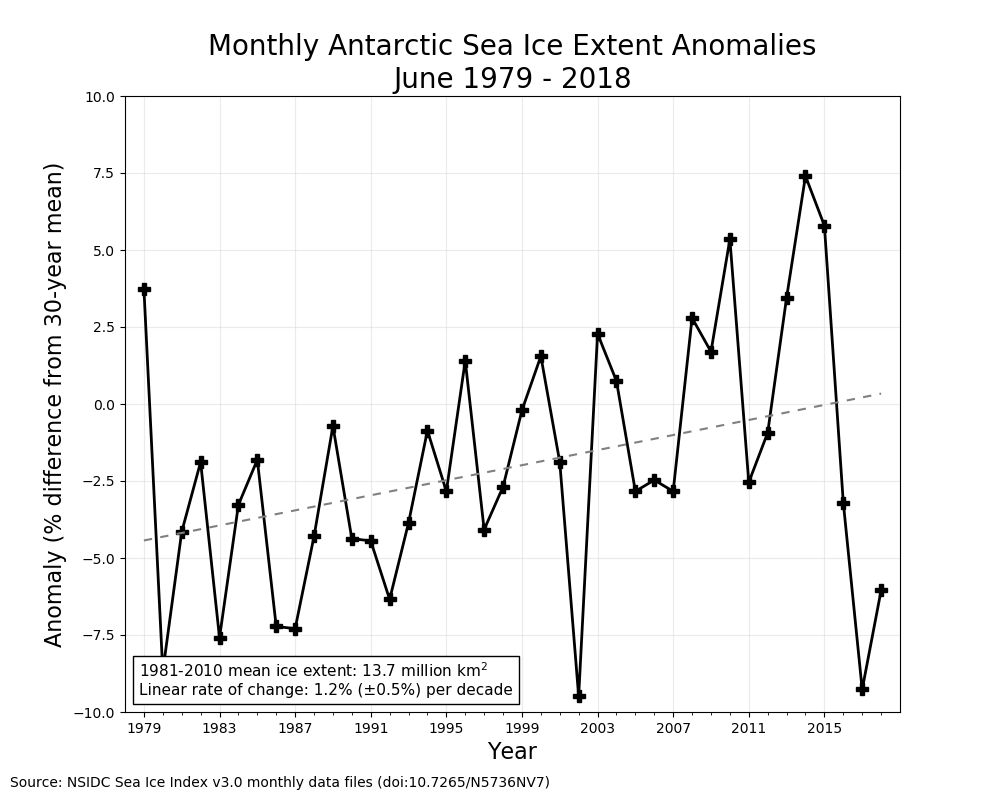 Monthly Antarctic Sea Ice Extent Anomalies
June 1979 - 2018
Anomaly (% difference from 30-year mean)
10.0
7.5
5.0
2.5
0.0
−2.5
−5.0
−7.5
−10.0
1981-2010 mean ice extent: 13.7 million km²
Linear rate of change: 1.2% (±0.5%) per decade
1979 1983 1987 1991 1995 1999 2003 2007 2011 2015
Year
Source: NSIDC Sea Ice Index v3.0 monthly data files (doi:10.7265/N5736NV7)